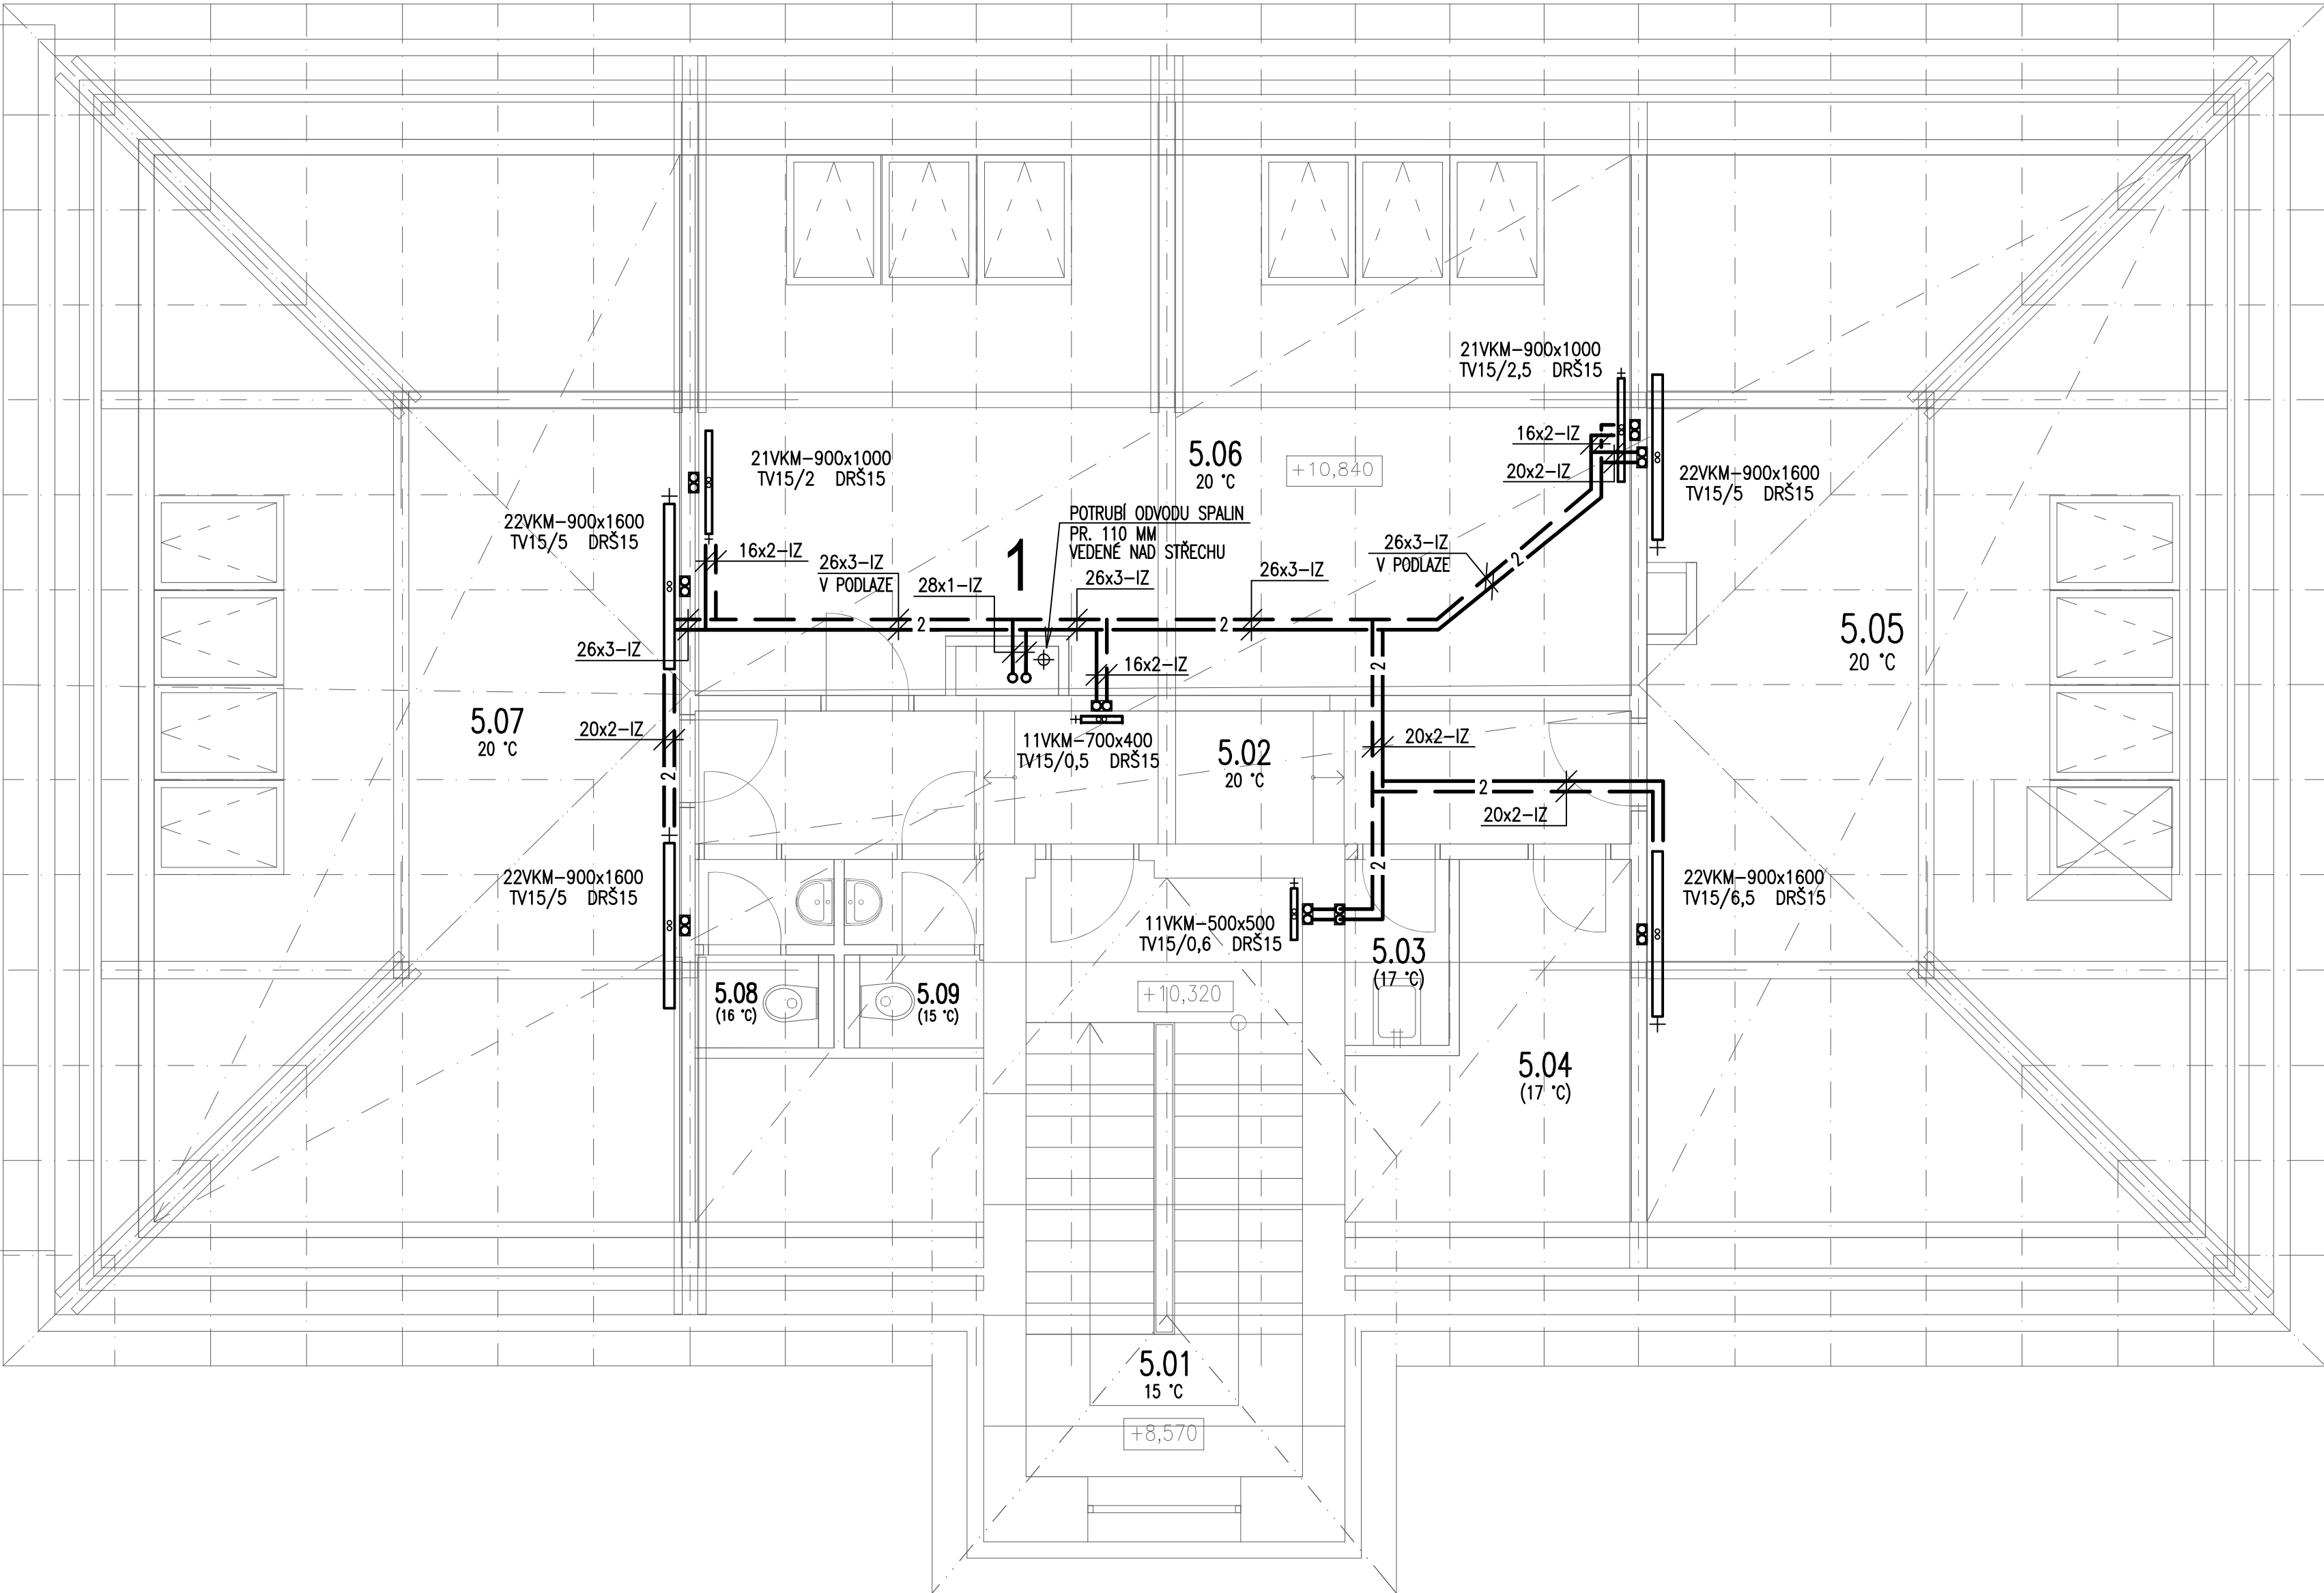 21VKM-900x1000
TV15/2,5 DRŠ15
16x2-IZ
20x2-IZ
22VKM-900x1600
TV15/5 DRŠ15
5.06
20 °C
+10,840
21VKM-900x1000
TV15/2 DRŠ15
22VKM-900x1600
TV15/5 DRŠ15
POTRUBÍ ODVODU SPALIN
PR. 110 MM
VEDENÉ NAD STŘECHU
1
16x2-IZ
26x3-IZ
V PODLAZE
28x1-IZ
26x3-IZ
26x3-IZ
26x3-IZ
V PODLAZE
2
2
2
2
26x3-IZ
16x2-IZ
5.05
20 °C
5.07
20 °C
20x2-IZ
2
11VKM-700x400
TV15/0,5 DRŠ15
5.02
20 °C
20x2-IZ
2
20x2-IZ
2
22VKM-900x1600
TV15/5 DRŠ15
22VKM-900x1600
TV15/6,5 DRŠ15
11VKM-500x500
TV15/0,6 DRŠ15
5.03
(17 °C)
5.08
(16 °C)
5.09
(15 °C)
+10,320
5.04
(17 °C)
5.01
15 °C
+8,570